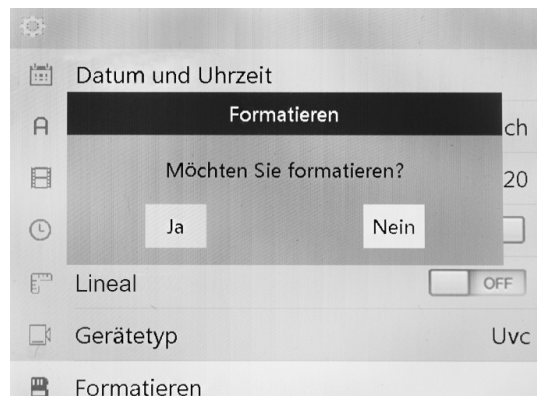 Datum und Uhrzeit
Formatieren
ch
Möchten Sie formatieren?
20
Ja Nein
Lineal OFF
Gerätetyp Uvc
Formatieren